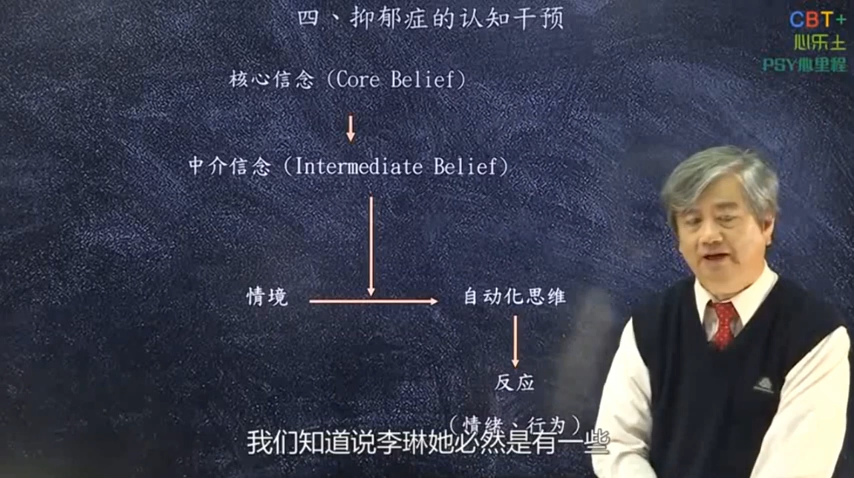 四、抑郁症的认知干预
CBT+
心乐土
PSY心里程
核心信念（Core Belief）
中介信念（Intermediate Belief）
情境
自动化思维
反应
（情绪、行为）
我们知道说李琳她必然是有一些